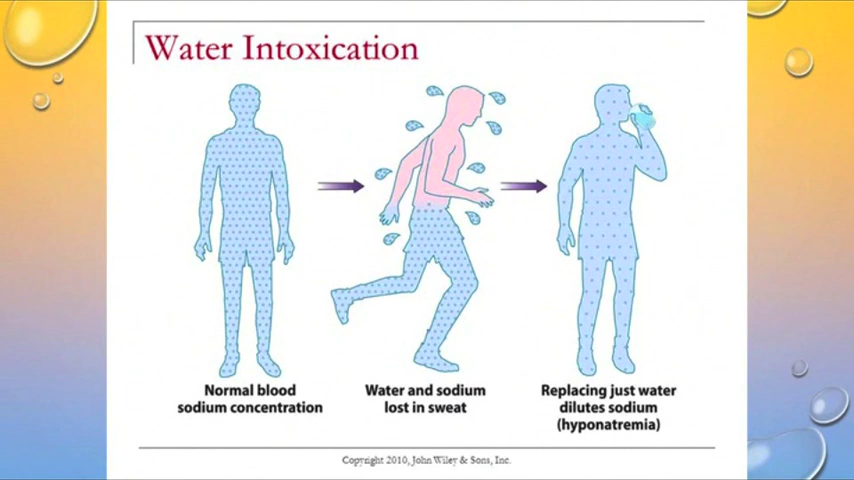 Water Intoxication
Normal blood
sodium concentration
Water and sodium
lost in sweat
Replacing just water
dilutes sodium
(hyponatremia)
Copyright 2010, John Wiley & Sons, Inc.